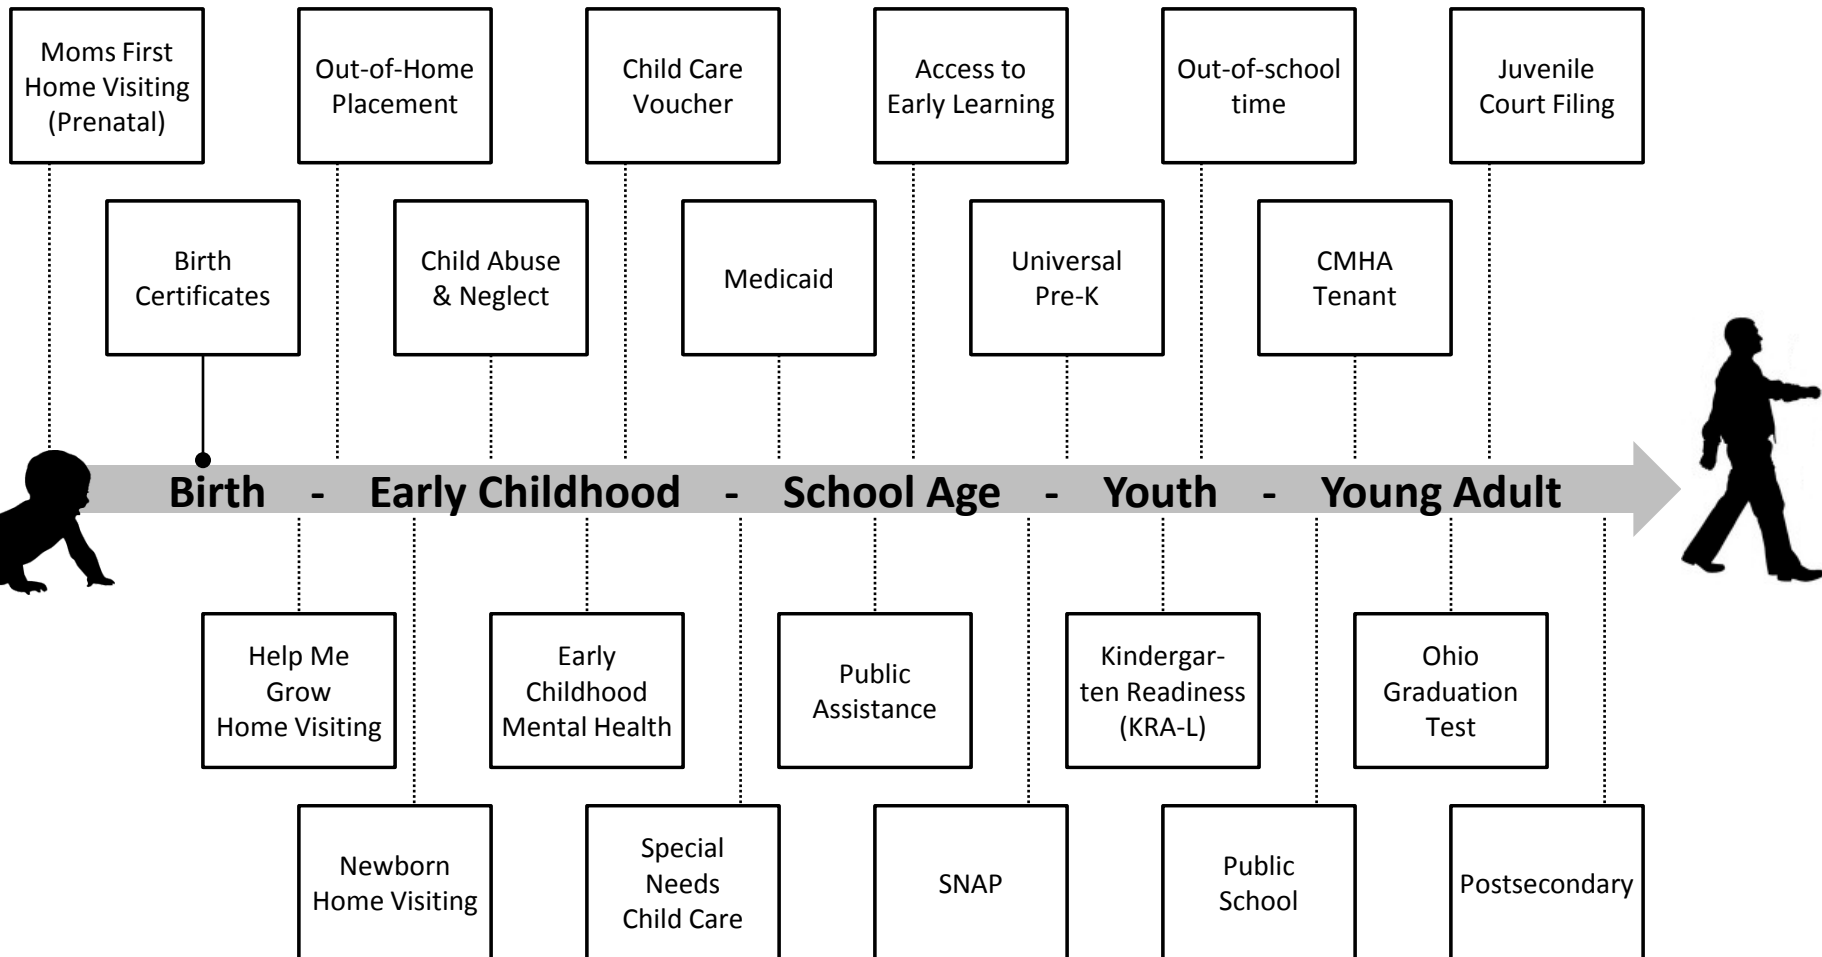 Moms First
Home Visiting
(Prenatal)
Out-of-Home
Placement
Child Care
Voucher
Access to
Early Learning
Out-of-school
time
Juvenile
Court Filing
Birth
Certificates
Child Abuse
& Neglect
Medicaid
Universal
Pre-K
CMHA
Tenant
Birth - Early Childhood - School Age - Youth - Young Adult
Help Me
Grow
Home Visiting
Early
Childhood
Mental Health
Public
Assistance
Kindergar-
ten Readiness
(KRA-L)
Ohio
Graduation
Test
Newborn
Home Visiting
Special
Needs
Child Care
SNAP
Public
School
Postsecondary